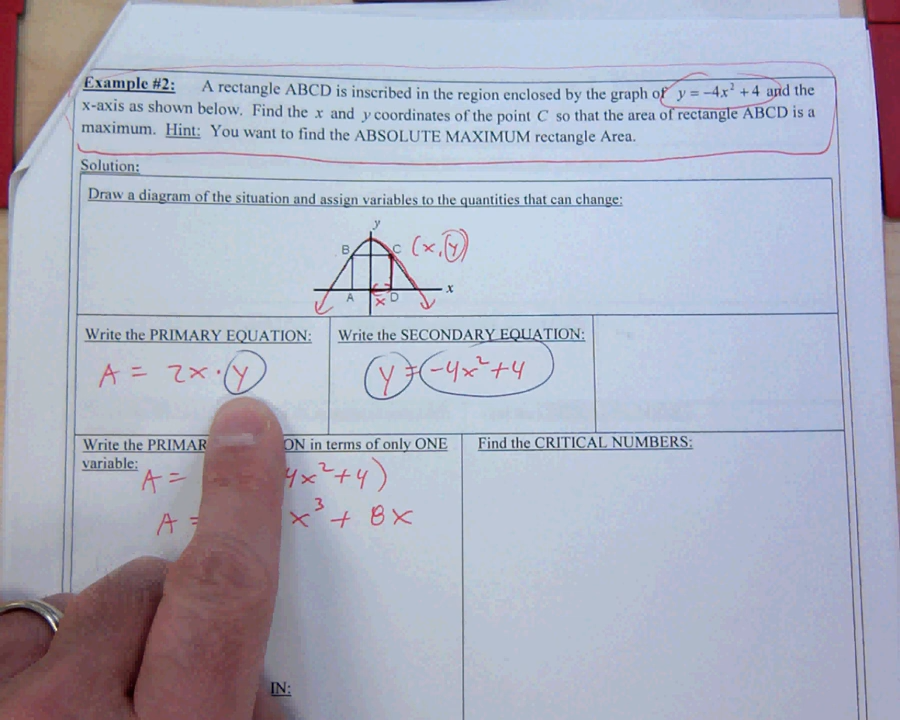 Example #2: A rectangle ABCD is inscribed in the region enclosed by the graph of y = -4x² + 4 and the
x-axis as shown below. Find the x and y coordinates of the point C so that the area of rectangle ABCD is a
maximum. Hint: You want to find the ABSOLUTE MAXIMUM rectangle Area.
Solution:
Draw a diagram of the situation and assign variables to the quantities that can change:
y
B C (x, y)
x
A x D
Write the PRIMARY EQUATION:
A = 2x · y
Write the SECONDARY EQUATION:
y = -4x² + 4
Write the PRIMAR ON in terms of only ONE
variable:
A = 4x² + 4)
A = x³ + 8x
Find the CRITICAL NUMBERS:
IN: